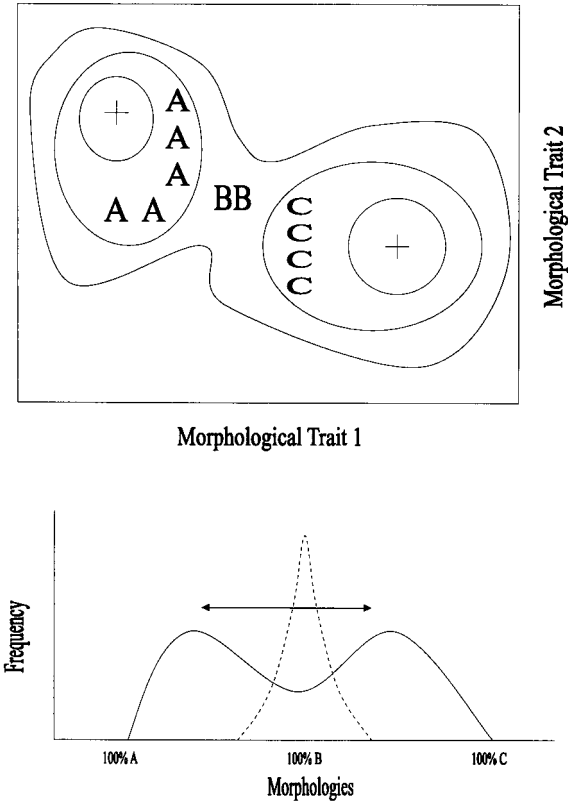 A
A
A
A A
BB
C
C
C
C
Morphological Trait 2
Morphological Trait 1
Frequency
100% A 100% B 100% C
Morphologies